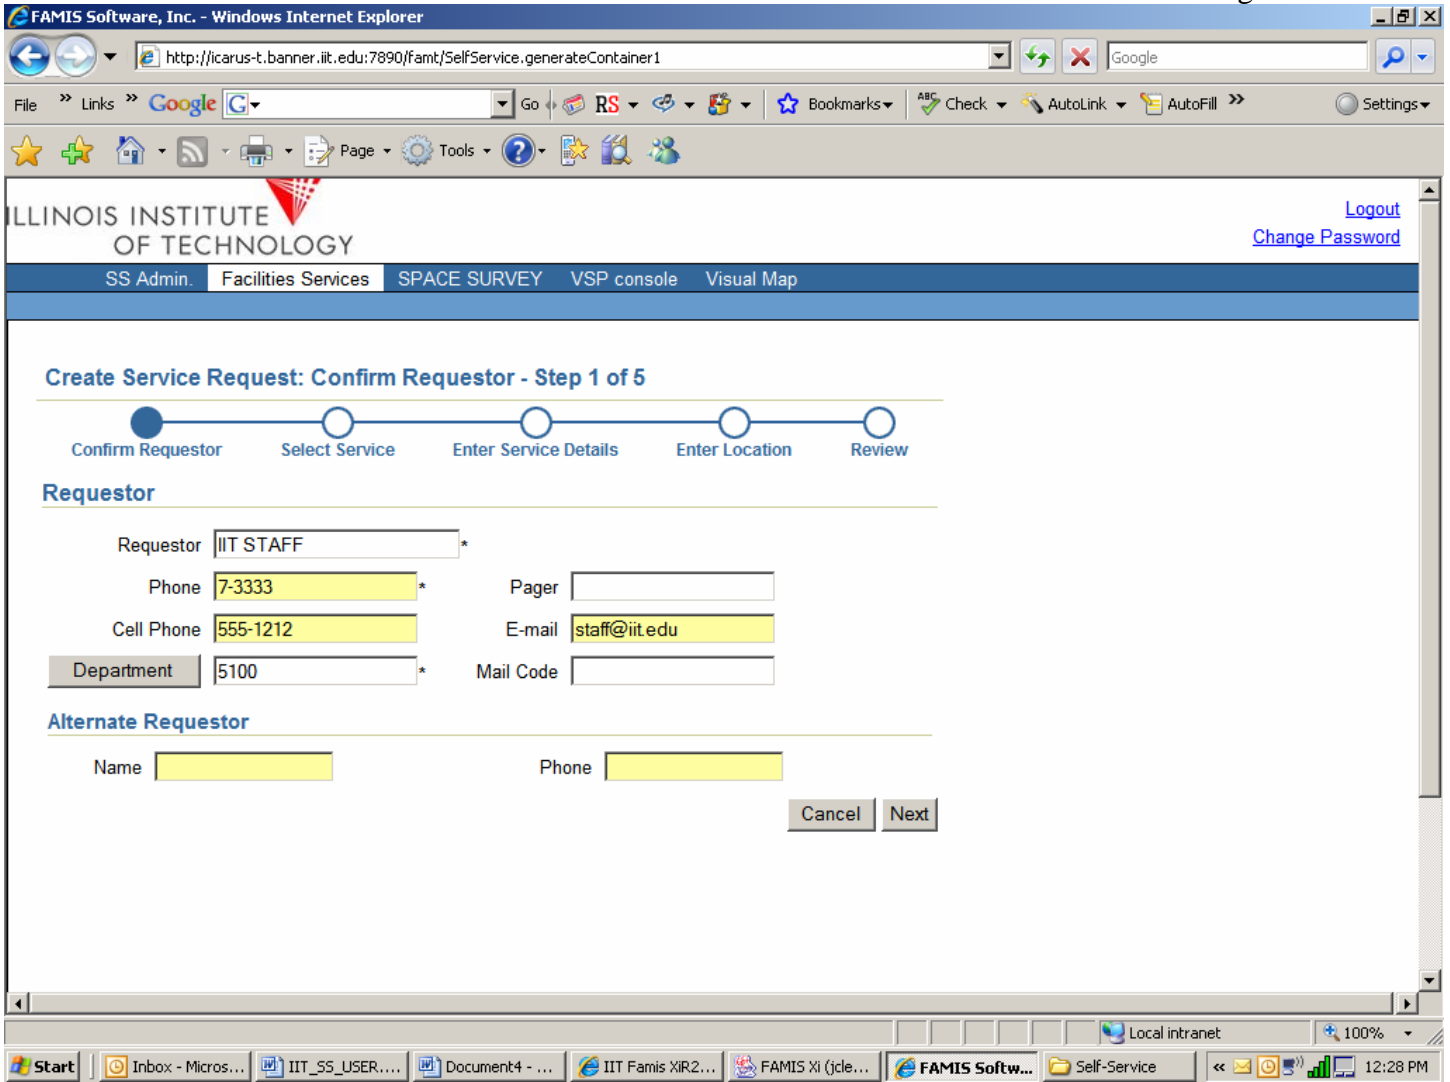 FAMIS Software, Inc. - Windows Internet Explorer
http://icarus-t.banner.iit.edu:7890/famt/SelfService.generateContainer1
Google
File » Links » Google G Go RS Bookmarks ABC Check AutoLink AutoFill » Settings
Page Tools
ILLINOIS INSTITUTE
OF TECHNOLOGY
Logout
Change Password
SS Admin. Facilities Services SPACE SURVEY VSP console Visual Map
Create Service Request: Confirm Requestor - Step 1 of 5
Confirm Requestor Select Service Enter Service Details Enter Location Review
Requestor
Requestor IIT STAFF *
Phone 7-3333 * Pager
Cell Phone 555-1212 E-mail staff@iit.edu
Department 5100 * Mail Code
Alternate Requestor
Name Phone
Cancel Next
Local intranet 100%
Start Inbox - Micros... IIT_SS_USER.... Document4 - ... IIT Famis XiR2... FAMIS Xi (jcle... FAMIS Softw... Self-Service « 12:28 PM